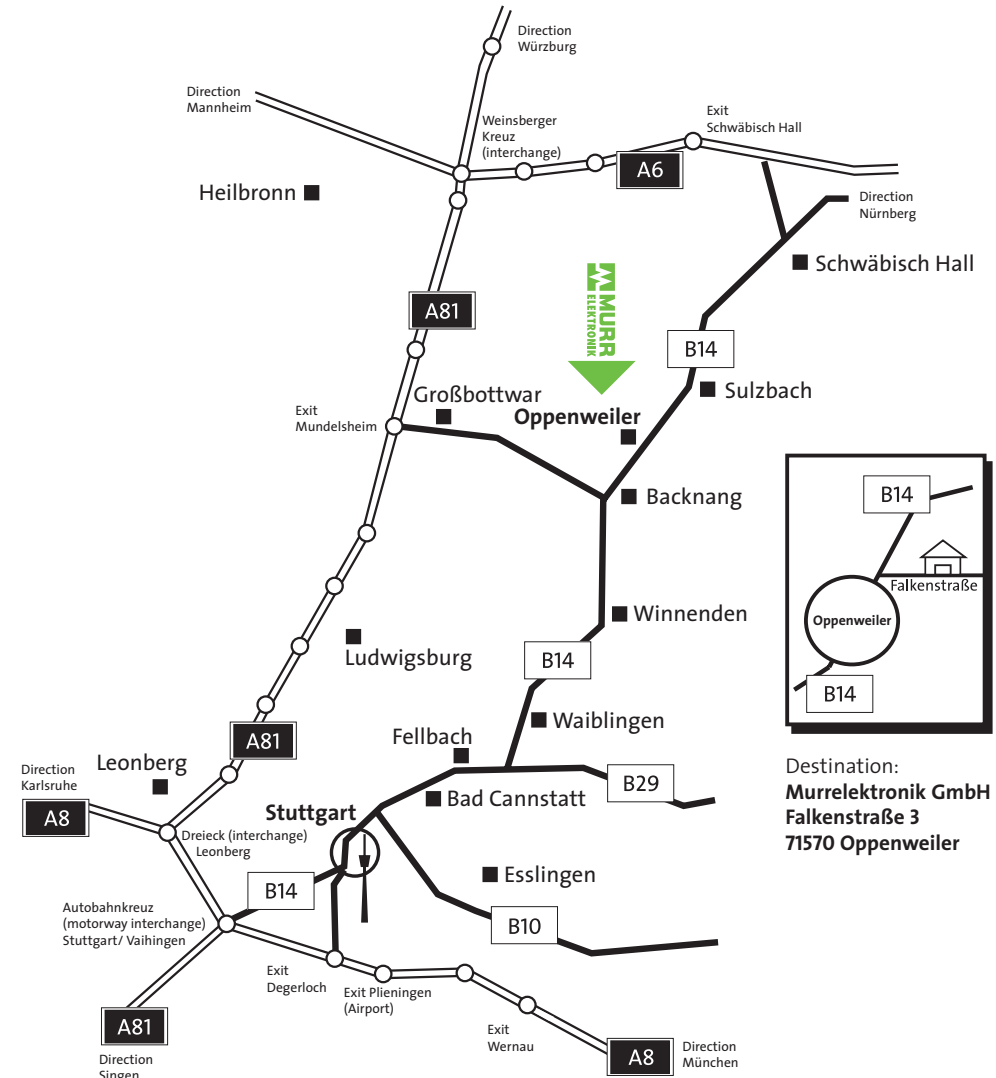 Direction
Würzburg
Direction
Mannheim
Weinsberger
Kreuz
(interchange)
Exit
Schwäbisch Hall
A6
Heilbronn
Direction
Nürnberg
Schwäbisch Hall
A81
MURR
ELEKTRONIK
B14
Großbottwar
Sulzbach
Exit
Mundelsheim
Oppenweiler
Backnang
B14
Falkenstraße
Oppenweiler
B14
Winnenden
Ludwigsburg
B14
Waiblingen
A81
Fellbach
Leonberg
Direction
Karlsruhe
B29
Bad Cannstatt
A8
Stuttgart
Dreieck (interchange)
Leonberg
Destination:
Murrelektronik GmbH
Falkenstraße 3
71570 Oppenweiler
Esslingen
B14
Autobahnkreuz
(motorway interchange)
Stuttgart/ Vaihingen
B10
Exit
Degerloch
Exit Plieningen
(Airport)
A81
Exit
Wernau
A8
Direction
München
Direction
Singen